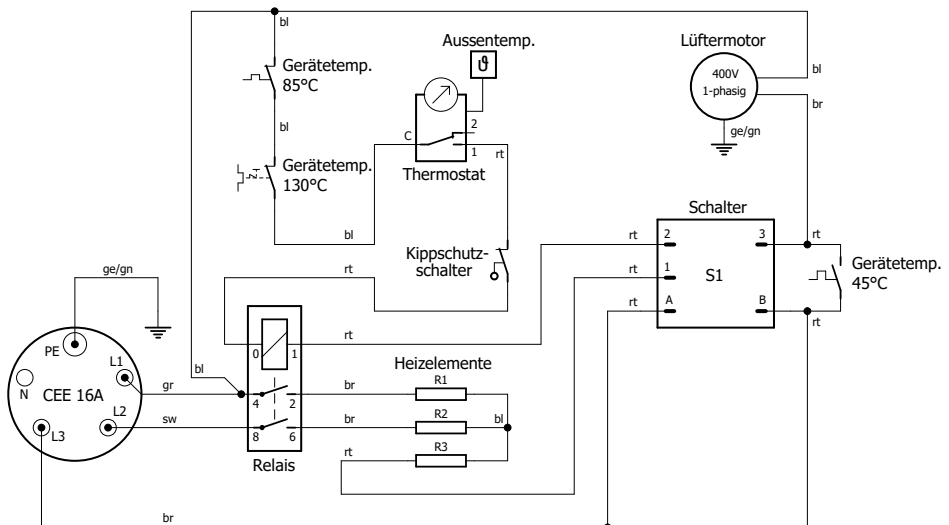 bl
Aussentemp.
ϑ
Lüftermotor
400V
1-phasig
bl
br
ge/gn
Gerätetemp.
85°C
bl
C
2
1
rt
Thermostat
Gerätetemp.
130°C
bl
Schalter
rt
2
3
rt
rt
1
S1
rt
A
B
rt
Gerätetemp.
45°C
Kippschutz-
schalter
rt
ge/gn
PE
L1
N
CEE 16A
L2
L3
gr
sw
bl
0
1
rt
4
2
br
8
6
br
Relais
Heizelemente
R1
R2
bl
rt
R3
br